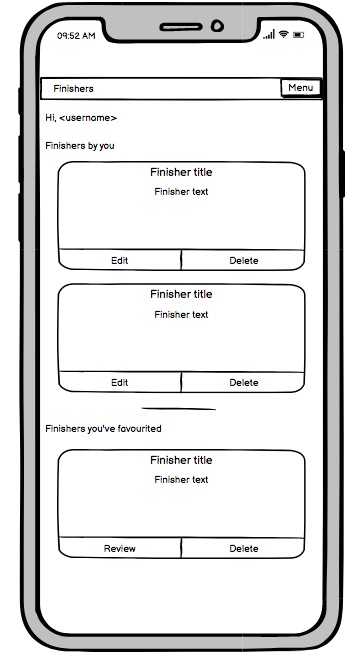 09:52 AM
Finishers
Menu
Hi, <username>
Finishers by you
Finisher title
Finisher text
Edit
Delete
Finisher title
Finisher text
Edit
Delete
Finishers you've favourited
Finisher title
Finisher text
Review
Delete